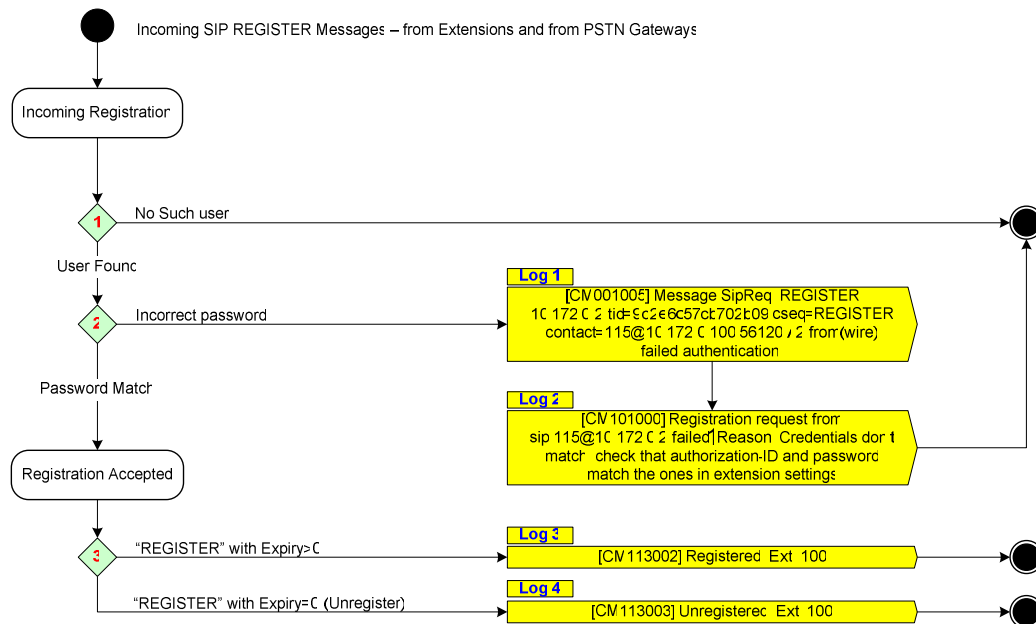 Incoming SIP REGISTER Messages – from Extensions and from PSTN Gateways
Incoming Registration
1
No Such user
User Found
Log 1
[CM001005] Message SipReq REGISTER
10 172 0 2 tid=9c2e6c57cb702b09 cseq=REGISTER
contact=115@10 172 0 100 56120 / 2 from(wire)
failed authentication
2
Incorrect password
Password Match
Log 2
[CM101000] Registration request from
sip 115@10 172 0 2 failed Reason Credentials don t
match check that authorization-ID and password
match the ones in extension settings
Registration Accepted
Log 3
3
"REGISTER" with Expiry>0
[CM113002] Registered Ext 100
Log 4
"REGISTER" with Expiry=0 (Unregister)
[CM113003] Unregistered Ext 100